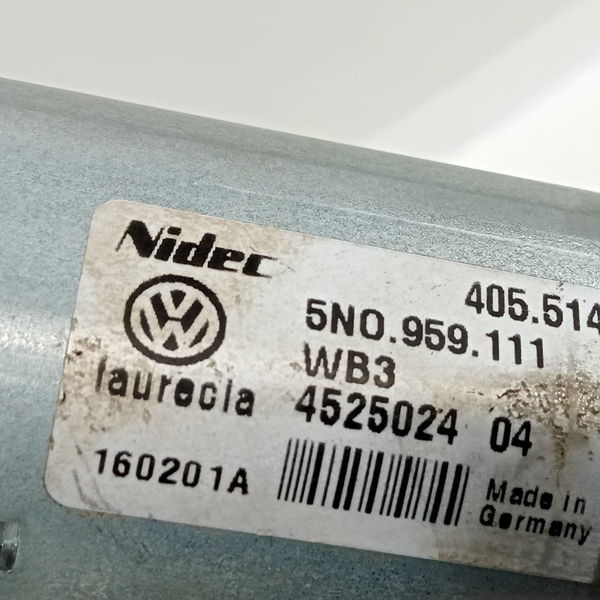 Nidec
405.514
5N0.959.111
WB3
faurecia
4525024 04
160201A
Made in
Germany